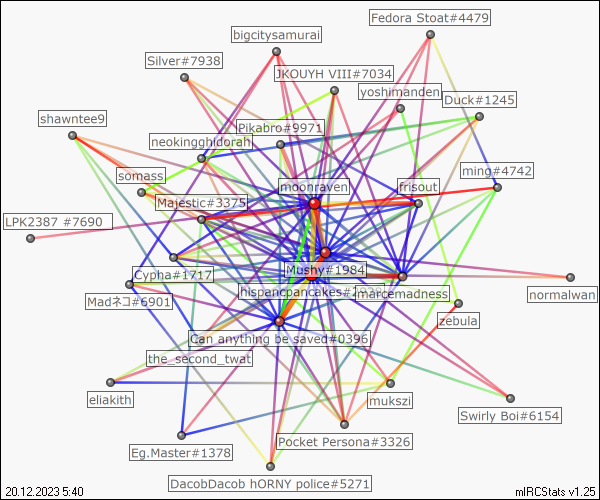 Fedora Stoat#4479
bigcitysamurai
Silver#7938
JKOUYH VIII#7034
yoshimanden
Duck#1245
shawntee9
Pikabro#9971
neokingghidorah
ming#4742
somass
moonraven
frisout
Majestic#3375
LPK2387 #7690
Mushy#1984
Cypha#1717
hispancpancakes#2
marcemadness
normalwan
Madネコ#6901
zebula
Can anything be saved#0396
the_second_twat
eliakith
mukszi
Swirly Boi#6154
Pocket Persona#3326
Eg.Master#1378
DacobDacob hORNY police#5271
20.12.2023 5:40
mIRCStats v1.25